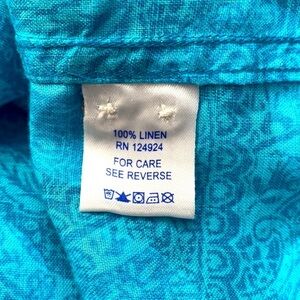 100% LINEN
RN 124924
FOR CARE
SEE REVERSE